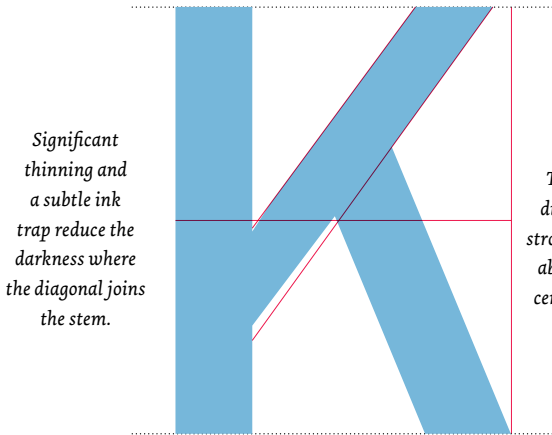 Significant
thinning and
a subtle ink
trap reduce the
darkness where
the diagonal joins
the stem.
K